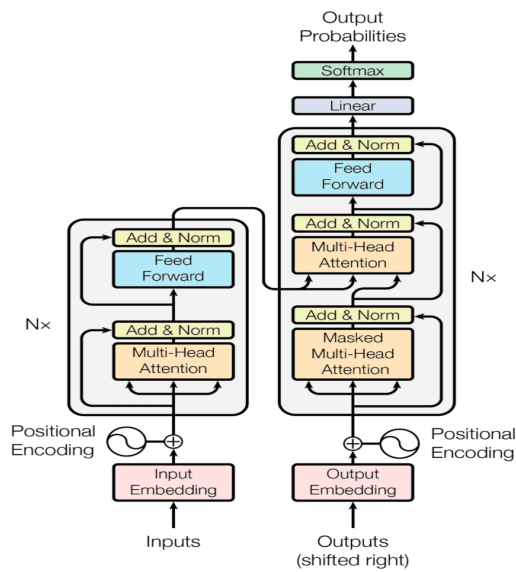 Output
Probabilities
Softmax
Linear
Add & Norm
Feed
Forward
Add & Norm
Multi-Head
Attention
Add & Norm
Masked
Multi-Head
Attention
N×
Add & Norm
Feed
Forward
Add & Norm
Multi-Head
Attention
N×
Positional
Encoding
Input
Embedding
Inputs
Positional
Encoding
Output
Embedding
Outputs
(shifted right)